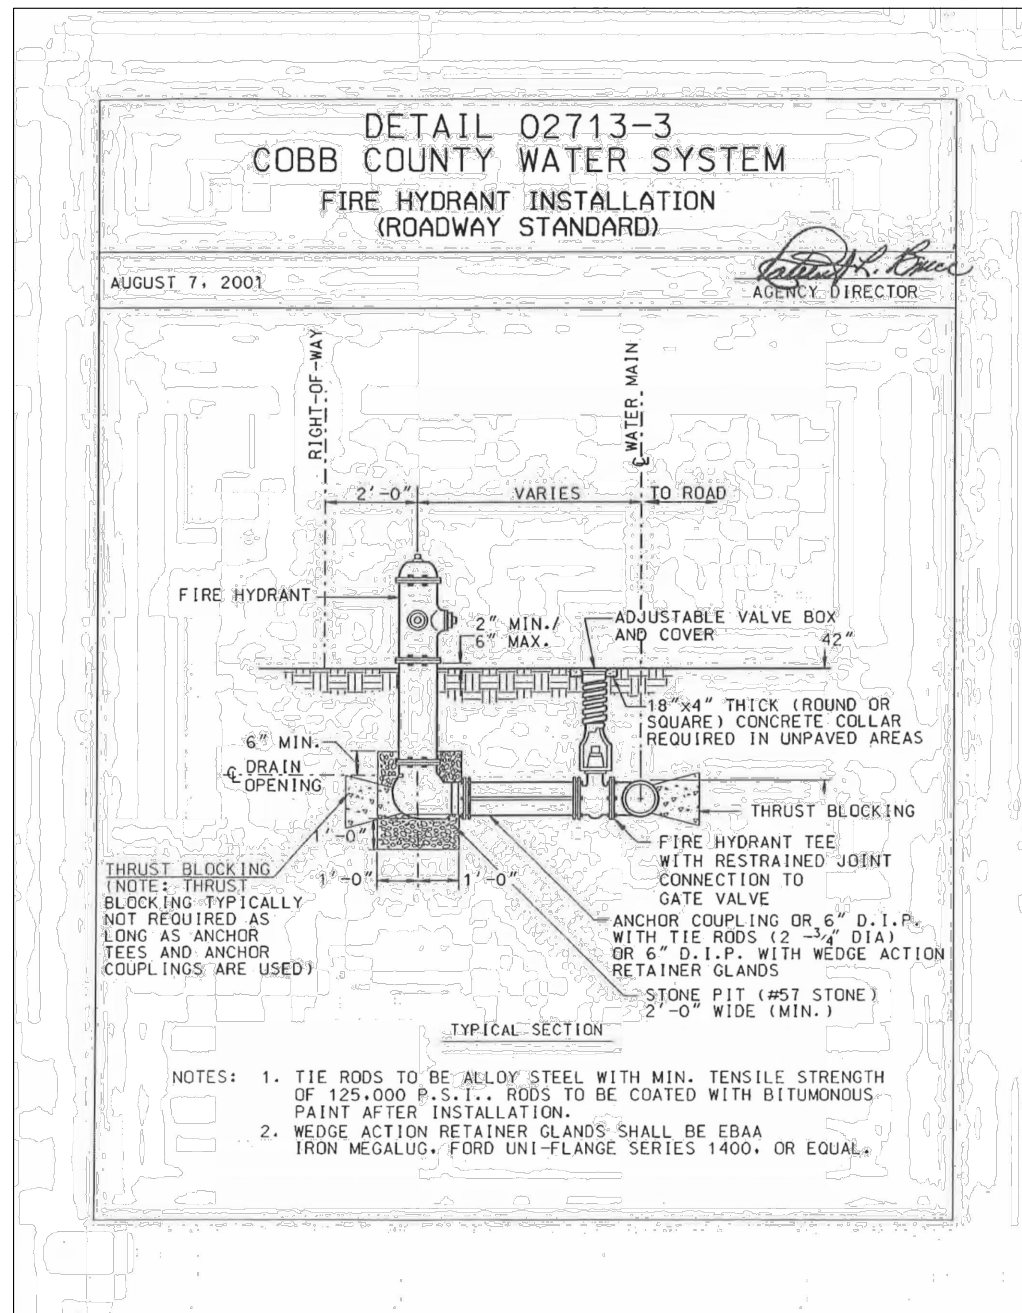 DETAIL 02713-3
COBB COUNTY WATER SYSTEM
FIRE HYDRANT INSTALLATION
(ROADWAY STANDARD)
AUGUST 7, 2001
AGENCY DIRECTOR
RIGHT-OF-WAY
℄ WATER MAIN
2'-0"
VARIES
TO ROAD
FIRE HYDRANT
2" MIN./
6" MAX.
ADJUSTABLE VALVE BOX
AND COVER
42"
18"x4" THICK (ROUND OR
SQUARE) CONCRETE COLLAR
REQUIRED IN UNPAVED AREAS
6" MIN.
℄ DRAIN
OPENING
THRUST BLOCKING
1'-0"
FIRE HYDRANT TEE
WITH RESTRAINED JOINT
CONNECTION TO
GATE VALVE
THRUST BLOCKING
(NOTE: THRUST
BLOCKING TYPICALLY
NOT REQUIRED AS
LONG AS ANCHOR
TEES AND ANCHOR
COUPLINGS ARE USED)
1'-0"
1'-0"
ANCHOR COUPLING OR 6" D.I.P.
WITH TIE RODS (2 -3/4" DIA)
OR 6" D.I.P. WITH WEDGE ACTION
RETAINER GLANDS
STONE PIT (#57 STONE)
2'-0" WIDE (MIN.)
TYPICAL SECTION
NOTES: 1. TIE RODS TO BE ALLOY STEEL WITH MIN. TENSILE STRENGTH
OF 125,000 P.S.I.. RODS TO BE COATED WITH BITUMONOUS
PAINT AFTER INSTALLATION.
2. WEDGE ACTION RETAINER GLANDS SHALL BE EBAA
IRON MEGALUG, FORD UNI-FLANGE SERIES 1400, OR EQUAL.